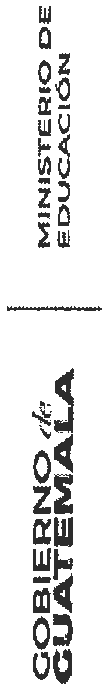 GOBIERNO de
GUATEMALA
MINISTERIO DE
EDUCACIÓN